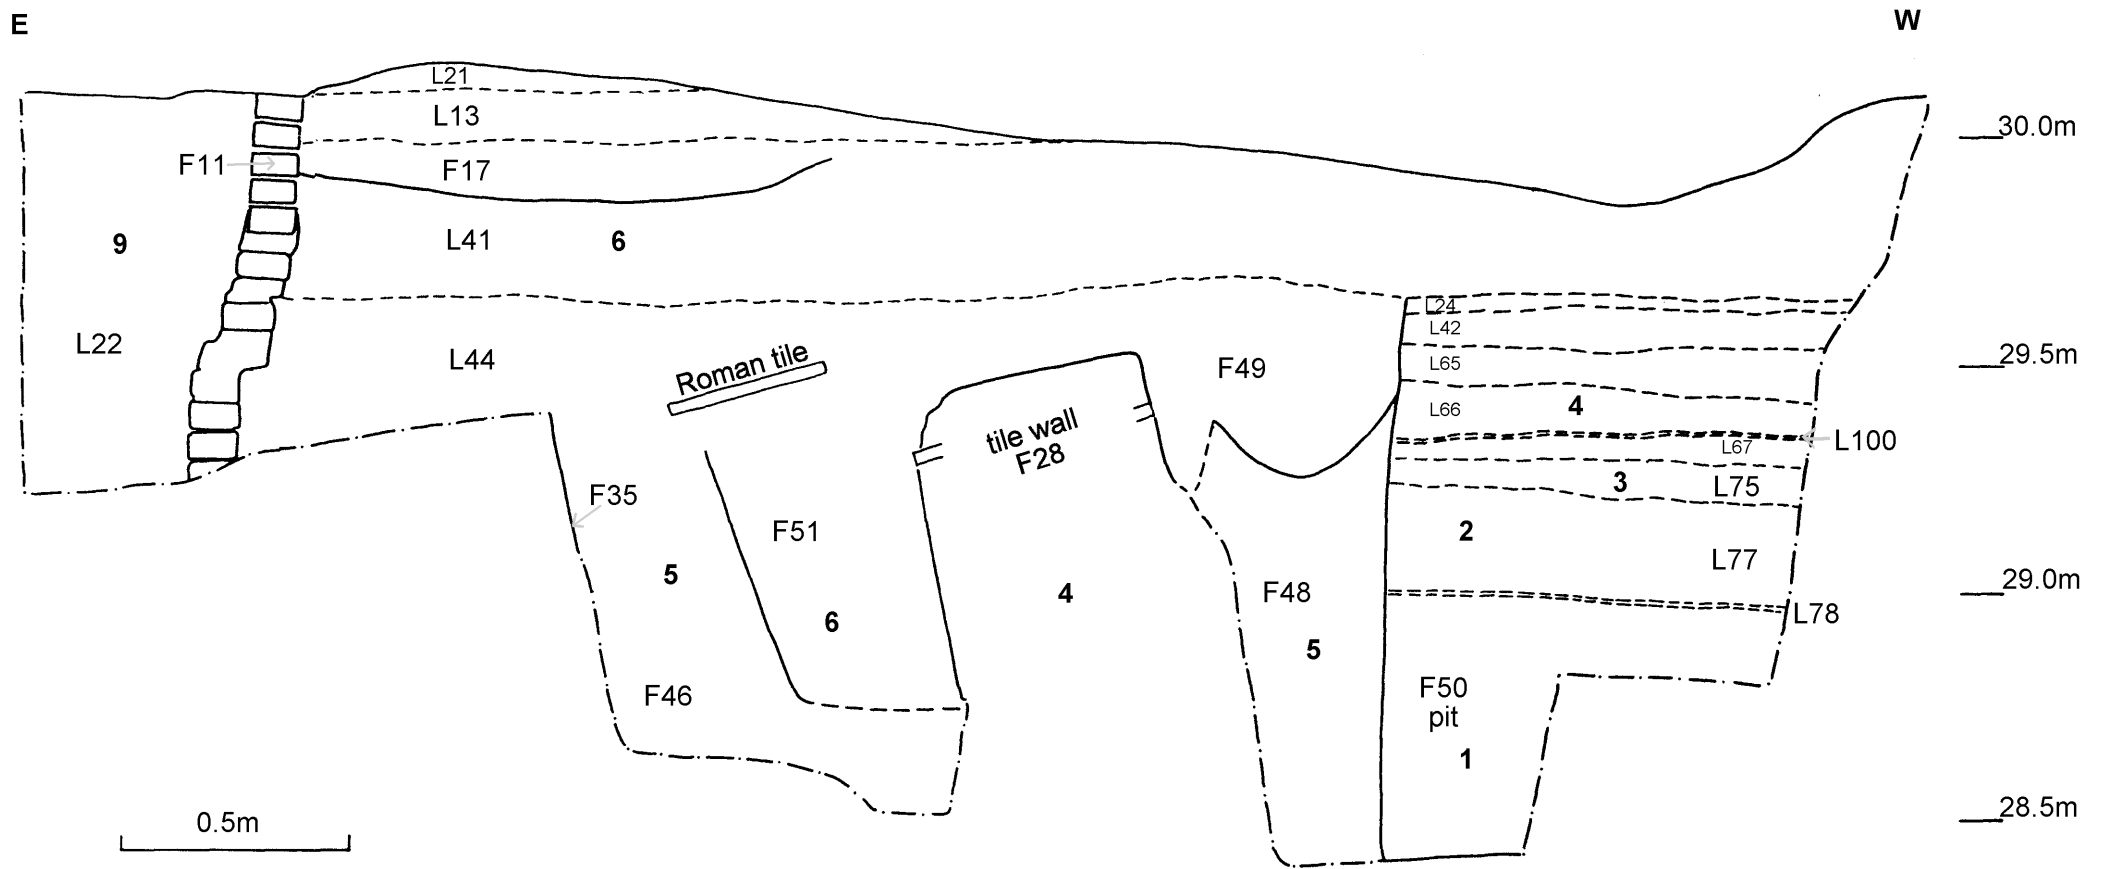 E
W
L21
L13
30.0m
F11
F17
9
L41
6
L24
L42
L22
L44
Roman tile
F49
L65
29.5m
tile wall
F28
L66
4
L67
L100
F35
3
L75
F51
2
L77
5
4
F48
29.0m
L78
6
5
F46
F50
pit
1
28.5m
0.5m